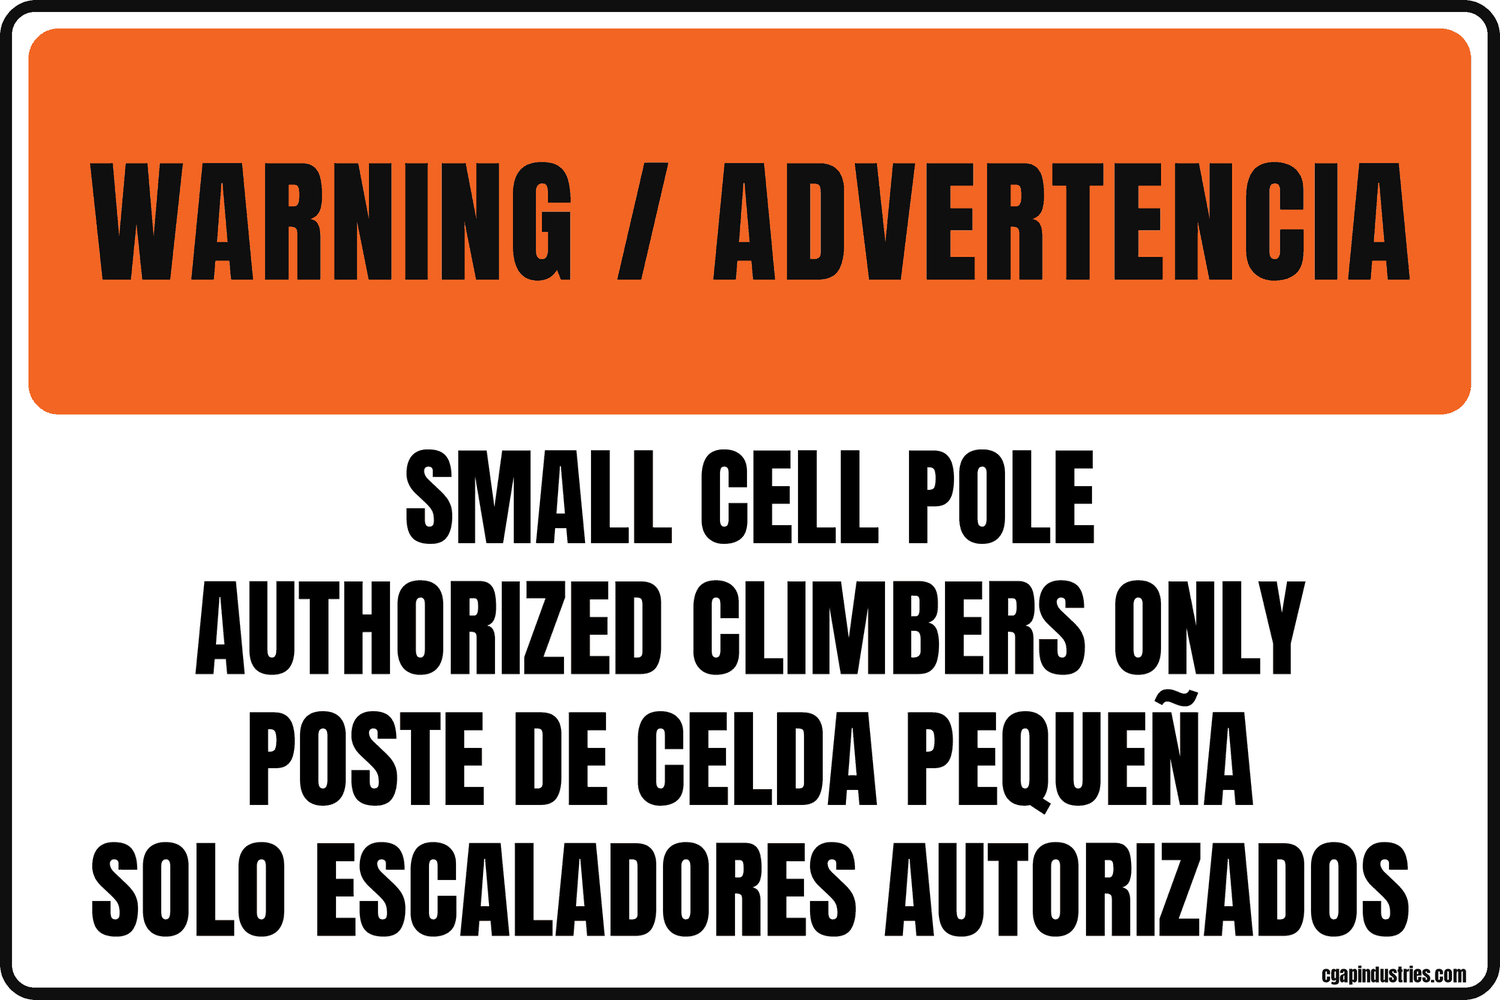 WARNING / ADVERTENCIA
SMALL CELL POLE
AUTHORIZED CLIMBERS ONLY
POSTE DE CELDA PEQUEÑA
SOLO ESCALADORES AUTORIZADOS
cgapindustries.com